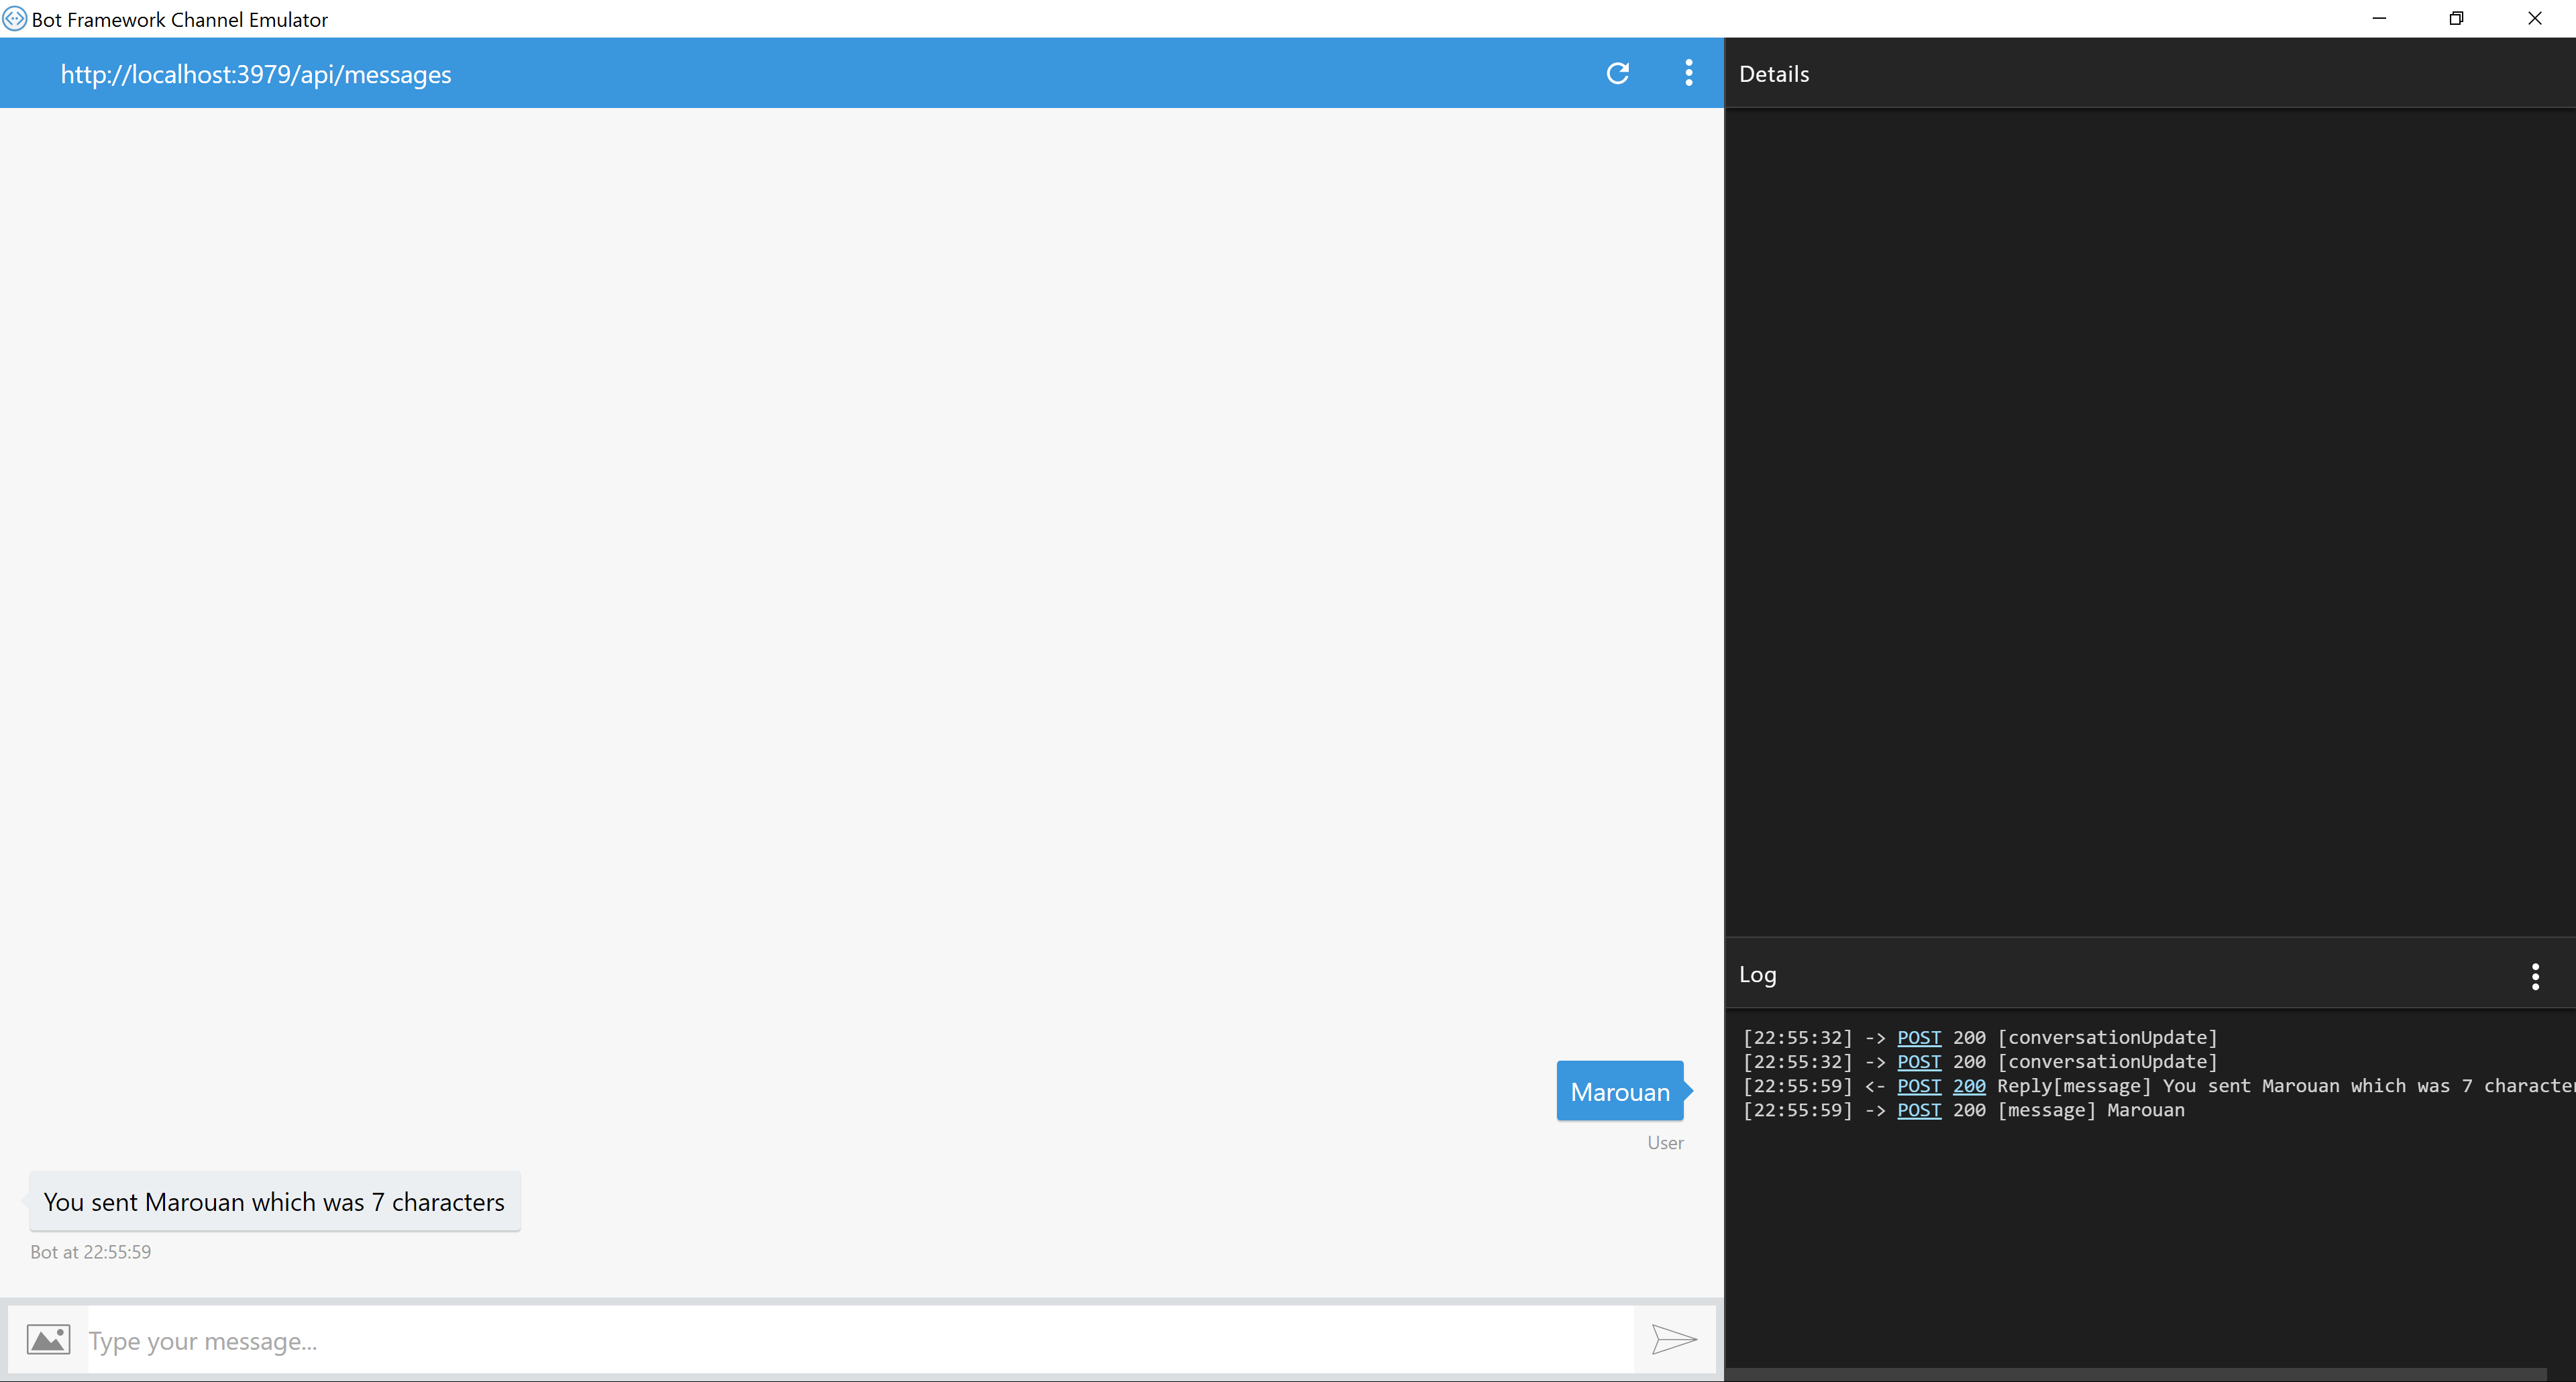 Bot Framework Channel Emulator
http://localhost:3979/api/messages
Details
Marouan
User
You sent Marouan which was 7 characters
Bot at 22:55:59
Type your message...
Log
[22:55:32] -> POST 200 [conversationUpdate]
[22:55:32] -> POST 200 [conversationUpdate]
[22:55:59] <- POST 200 Reply[message] You sent Marouan which was 7 character
[22:55:59] -> POST 200 [message] Marouan